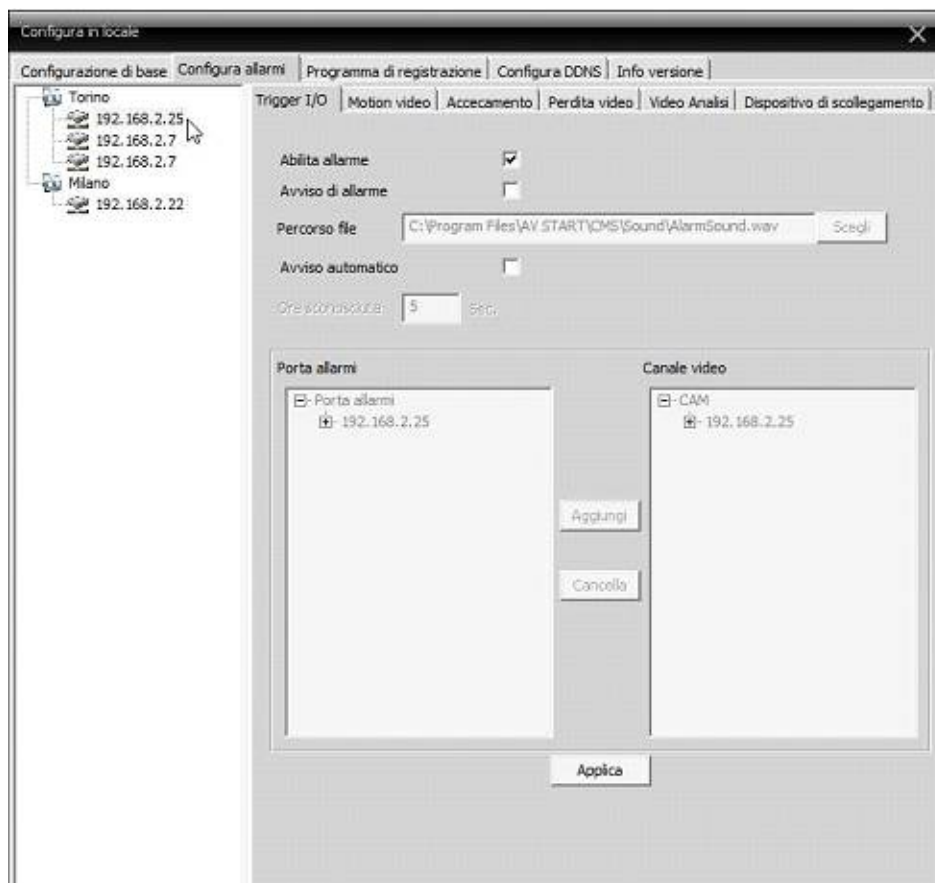 Configura in locale
Configurazione di base Configura allarmi Programma di registrazione Configura DDNS Info versione
Torino
192.168.2.25
192.168.2.7
192.168.2.7
Milano
192.168.2.22
Trigger I/O Motion video Accecamento Perdita video Video Analisi Dispositivo di scollegamento
Abilita allarme
Avviso di allarme
Percorso file C:\Program Files\AV START\CMS\Sound\AlarmSound.wav Scegli
Avviso automatico
Ore sconosciute 5 Sec.
Porta allarmi Canale video
Porta allarmi CAM
192.168.2.25 192.168.2.25
Aggiungi
Cancella
Applica